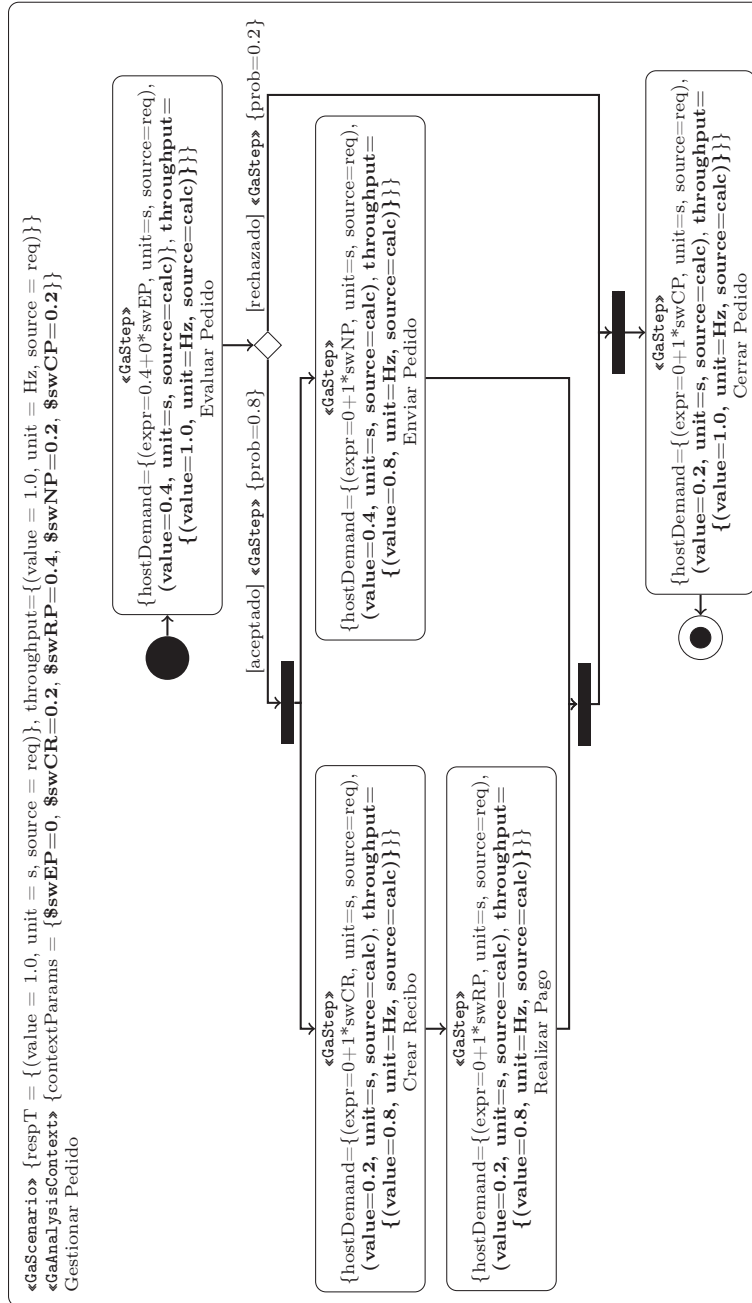 «GaScenario» {respT = {(value = 1.0, unit = s, source = req)}, throughput={(value = 1.0, unit = Hz, source = req)}}
«GaAnalysisContext» {contextParams = {$swEP=0, $swCR=0.2, $swRP=0.4, $swNP=0.2, $swCP=0.2}}
Gestionar Pedido
«GaStep»
{hostDemand={(expr=0.4+0*swEP, unit=s, source=req),
(value=0.4, unit=s, source=calc)}, throughput=
{(value=1.0, unit=Hz, source=calc)}}}
Evaluar Pedido
[aceptado] «GaStep» {prob=0.8}
[rechazado] «GaStep» {prob=0.2}
«GaStep»
{hostDemand={(expr=0+1*swCR, unit=s, source=req),
(value=0.2, unit=s, source=calc), throughput=
{(value=0.8, unit=Hz, source=calc)}}}
Crear Recibo
«GaStep»
{hostDemand={(expr=0+1*swNP, unit=s, source=req),
(value=0.4, unit=s, source=calc), throughput=
{(value=0.8, unit=Hz, source=calc)}}}
Enviar Pedido
«GaStep»
{hostDemand={(expr=0+1*swRP, unit=s, source=req),
(value=0.2, unit=s, source=calc), throughput=
{(value=0.8, unit=Hz, source=calc)}}}
Realizar Pago
«GaStep»
{hostDemand={(expr=0+1*swCP, unit=s, source=req),
(value=0.2, unit=s, source=calc), throughput=
{(value=1.0, unit=Hz, source=calc)}}}
Cerrar Pedido